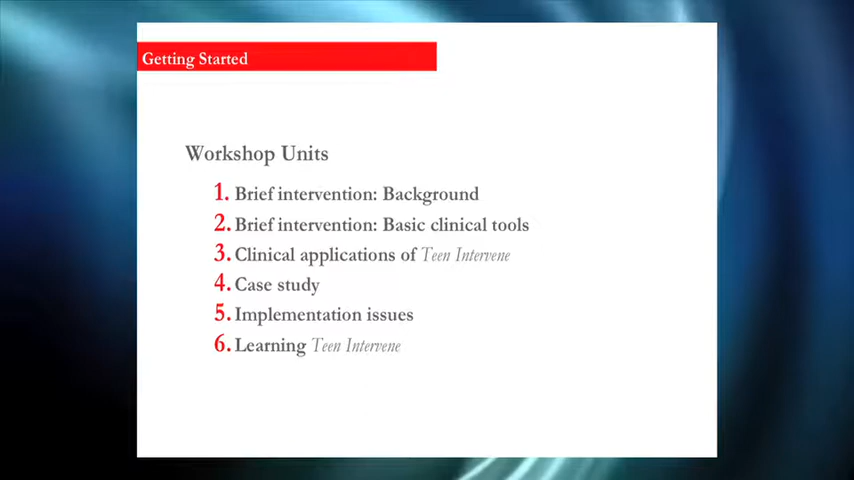 Getting Started
Workshop Units
1. Brief intervention: Background
2. Brief intervention: Basic clinical tools
3. Clinical applications of Teen Intervene
4. Case study
5. Implementation issues
6. Learning Teen Intervene